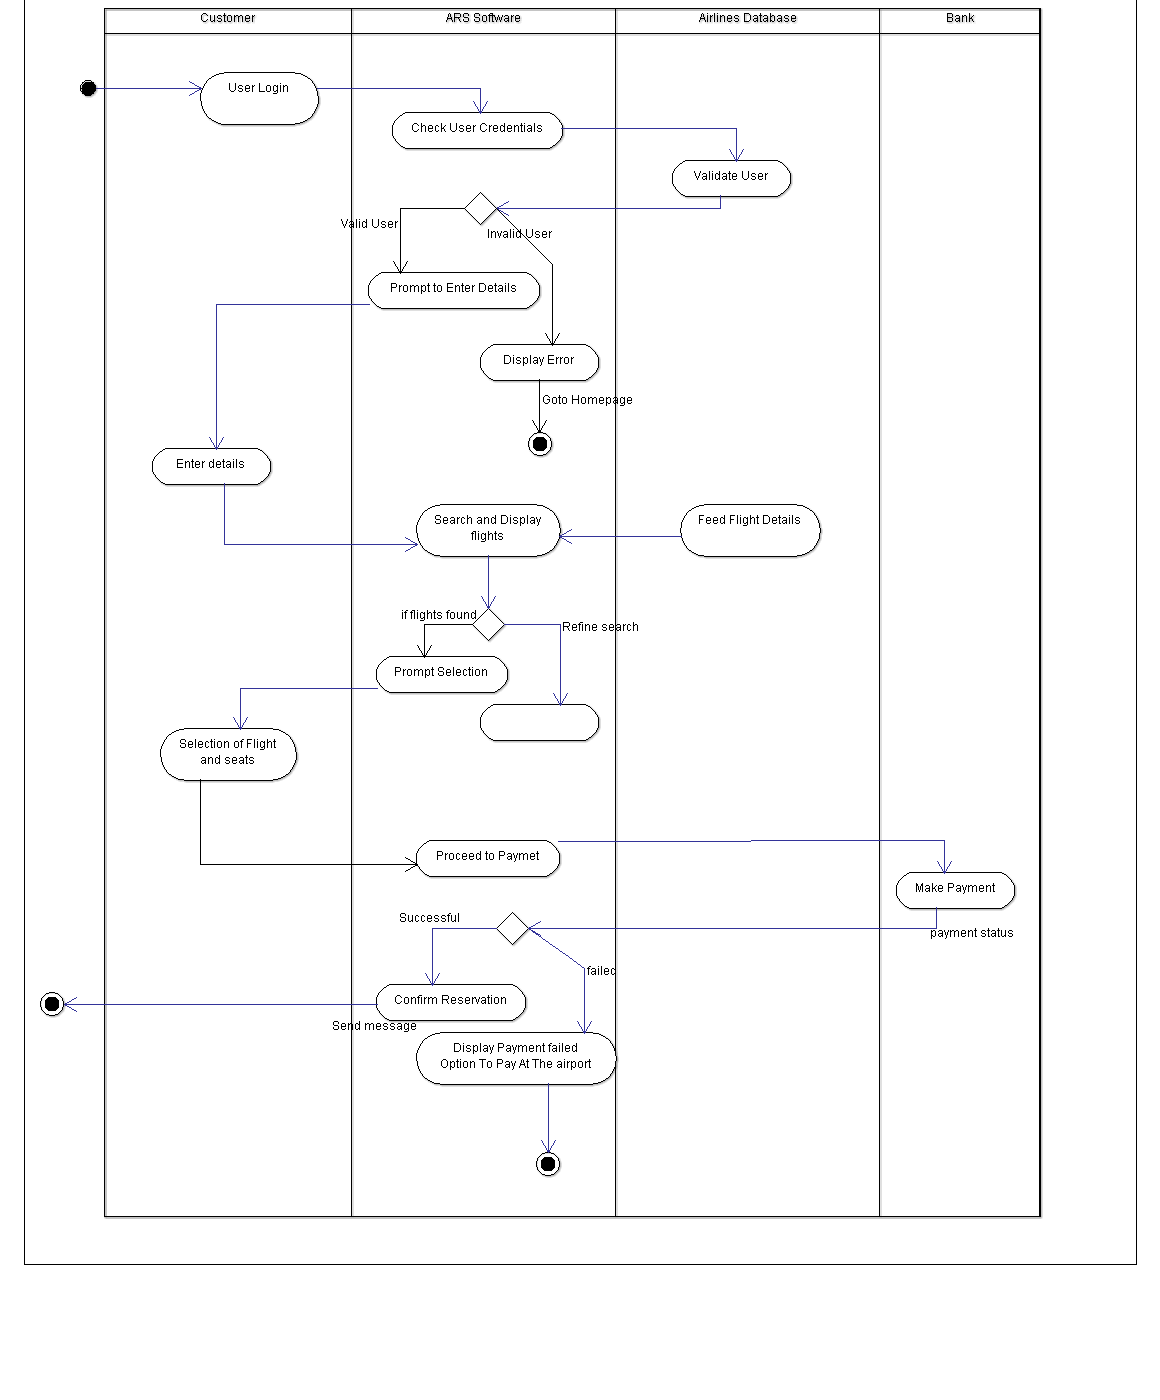 Customer
ARS Software
Airlines Database
Bank
User Login
Check User Credentials
Validate User
Valid User
Invalid User
Prompt to Enter Details
Display Error
Goto Homepage
Enter details
Search and Display
flights
Feed Flight Details
if flights found
Refine search
Prompt Selection
Selection of Flight
and seats
Proceed to Paymet
Make Payment
Successful
payment status
failed
Confirm Reservation
Send message
Display Payment failed
Option To Pay At The airport